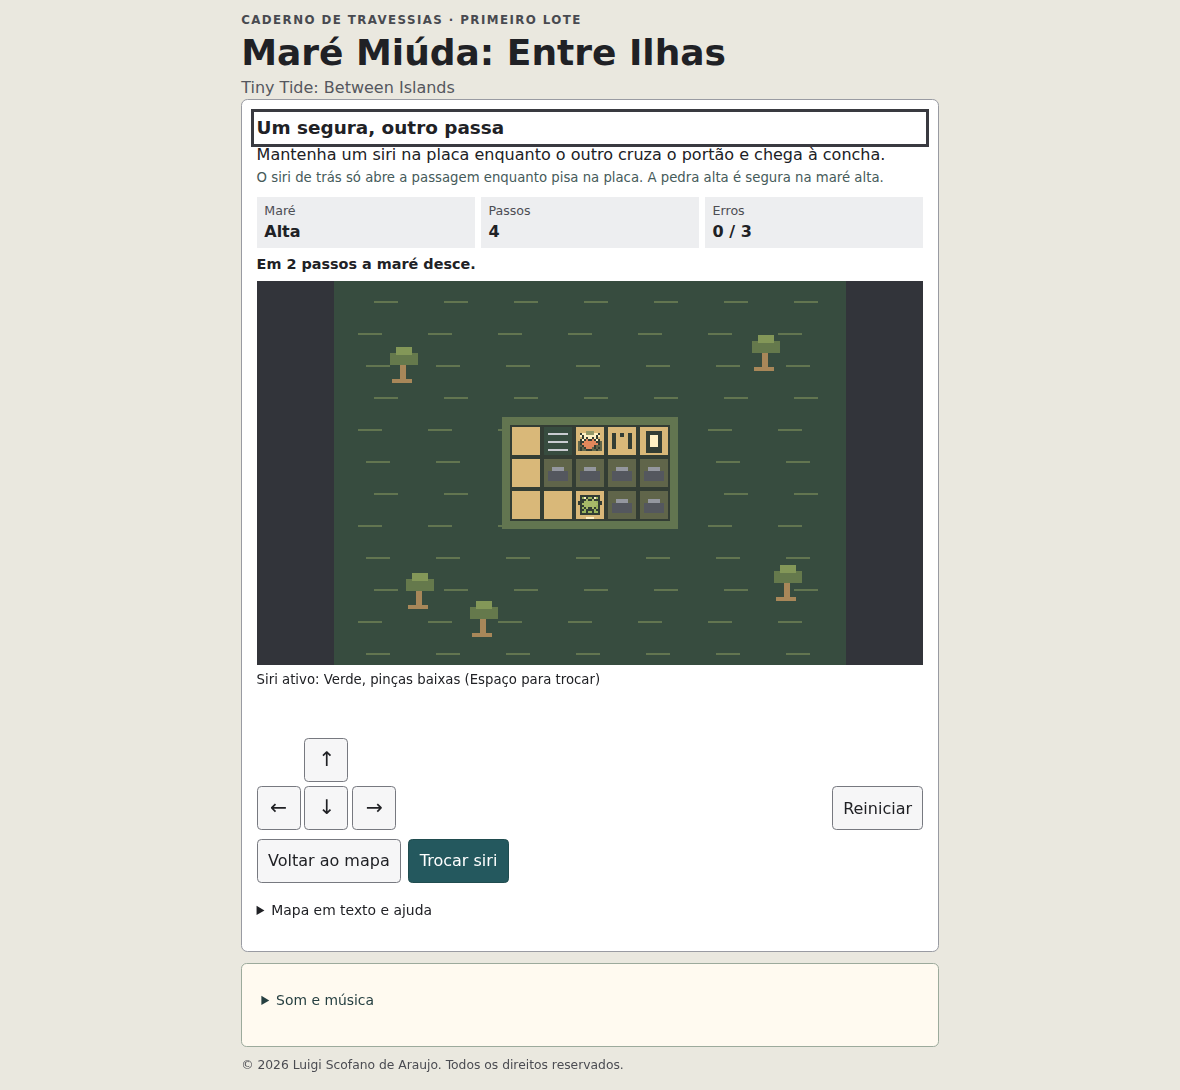 CADERNO DE TRAVESSIAS · PRIMEIRO LOTE
Maré Miúda: Entre Ilhas
Tiny Tide: Between Islands
Um segura, outro passa
Mantenha um siri na placa enquanto o outro cruza o portão e chega à concha.
O siri de trás só abre a passagem enquanto pisa na placa. A pedra alta é segura na maré alta.
Maré
Alta
Passos
4
Erros
0 / 3
Em 2 passos a maré desce.
Siri ativo: Verde, pinças baixas (Espaço para trocar)
↑
← ↓ →
Reiniciar
Voltar ao mapa
Trocar siri
▶ Mapa em texto e ajuda
▶ Som e música
© 2026 Luigi Scofano de Araujo. Todos os direitos reservados.